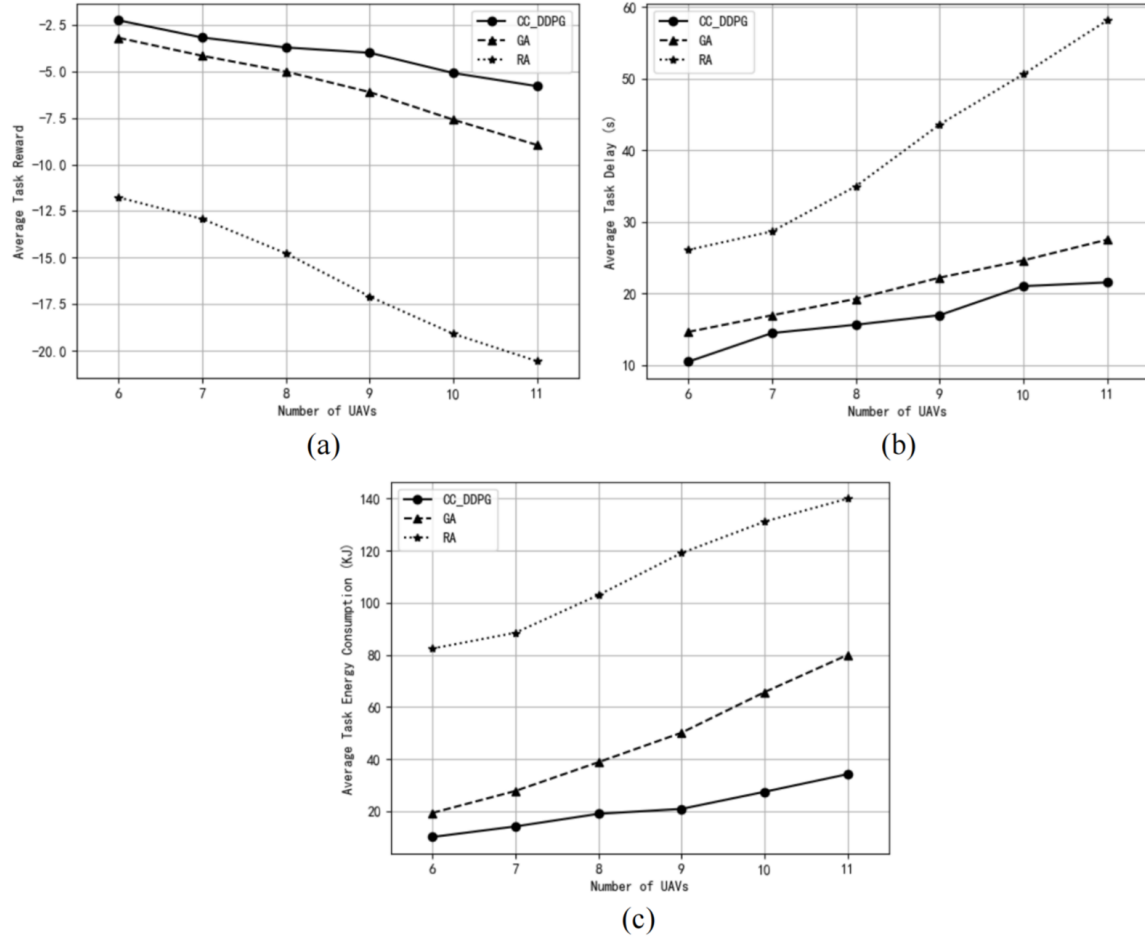 Average Task Reward
-2.5
-5.0
-7.5
-10.0
-12.5
-15.0
-17.5
-20.0
CC_DDPG
GA
RA
6 7 8 9 10 11
Number of UAVs
(a)
Average Task Delay (s)
60
50
40
30
20
10
CC_DDPG
GA
RA
6 7 8 9 10 11
Number of UAVs
(b)
Average Task Energy Consumption (KJ)
140
120
100
80
60
40
20
CC_DDPG
GA
RA
6 7 8 9 10 11
Number of UAVs
(c)